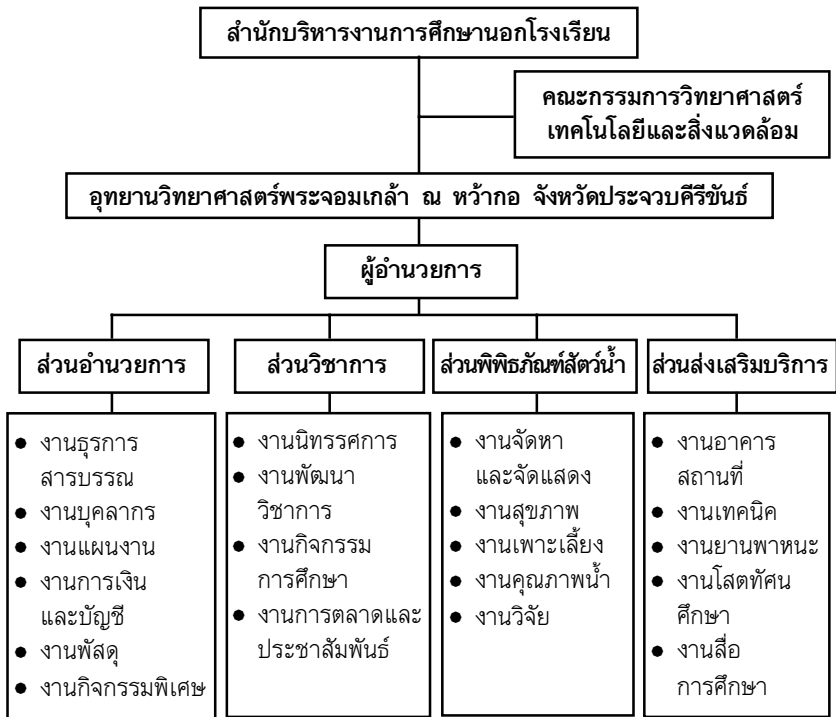 สำนักบริหารงานการศึกษานอกโรงเรียน
คณะกรรมการวิทยาศาสตร์
เทคโนโลยีและสิ่งแวดล้อม
อุทยานวิทยาศาสตร์พระจอมเกล้า ณ หว้ากอ จังหวัดประจวบคีรีขันธ์
ผู้อำนวยการ
ส่วนอำนวยการ
● งานธุรการ
สารบรรณ
● งานบุคลากร
● งานแผนงาน
● งานการเงิน
และบัญชี
● งานพัสดุ
● งานกิจกรรมพิเศษ
ส่วนวิชาการ
● งานนิทรรศการ
● งานพัฒนา
วิชาการ
● งานกิจกรรม
การศึกษา
● งานการตลาดและ
ประชาสัมพันธ์
ส่วนพิพิธภัณฑ์สัตว์น้ำ
● งานจัดหา
และจัดแสดง
● งานสุขภาพ
● งานเพาะเลี้ยง
● งานคุณภาพน้ำ
● งานวิจัย
ส่วนส่งเสริมบริการ
● งานอาคาร
สถานที่
● งานเทคนิค
● งานยานพาหนะ
● งานโสตทัศน
ศึกษา
● งานสื่อ
การศึกษา